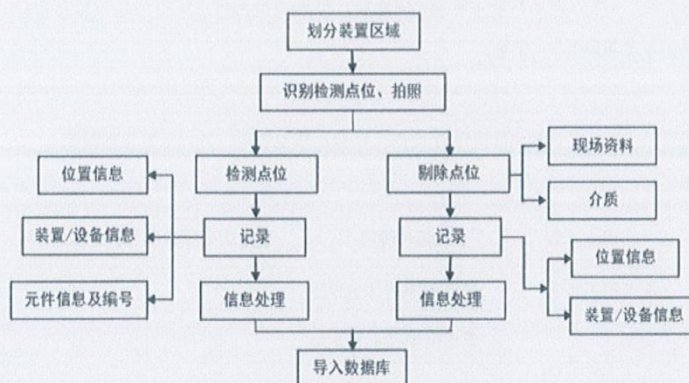 划分装置区域
识别检测点位、拍照
检测点位
剔除点位
现场资料
介质
位置信息
装置/设备信息
元件信息及编号
记录
记录
位置信息
装置/设备信息
信息处理
信息处理
导入数据库